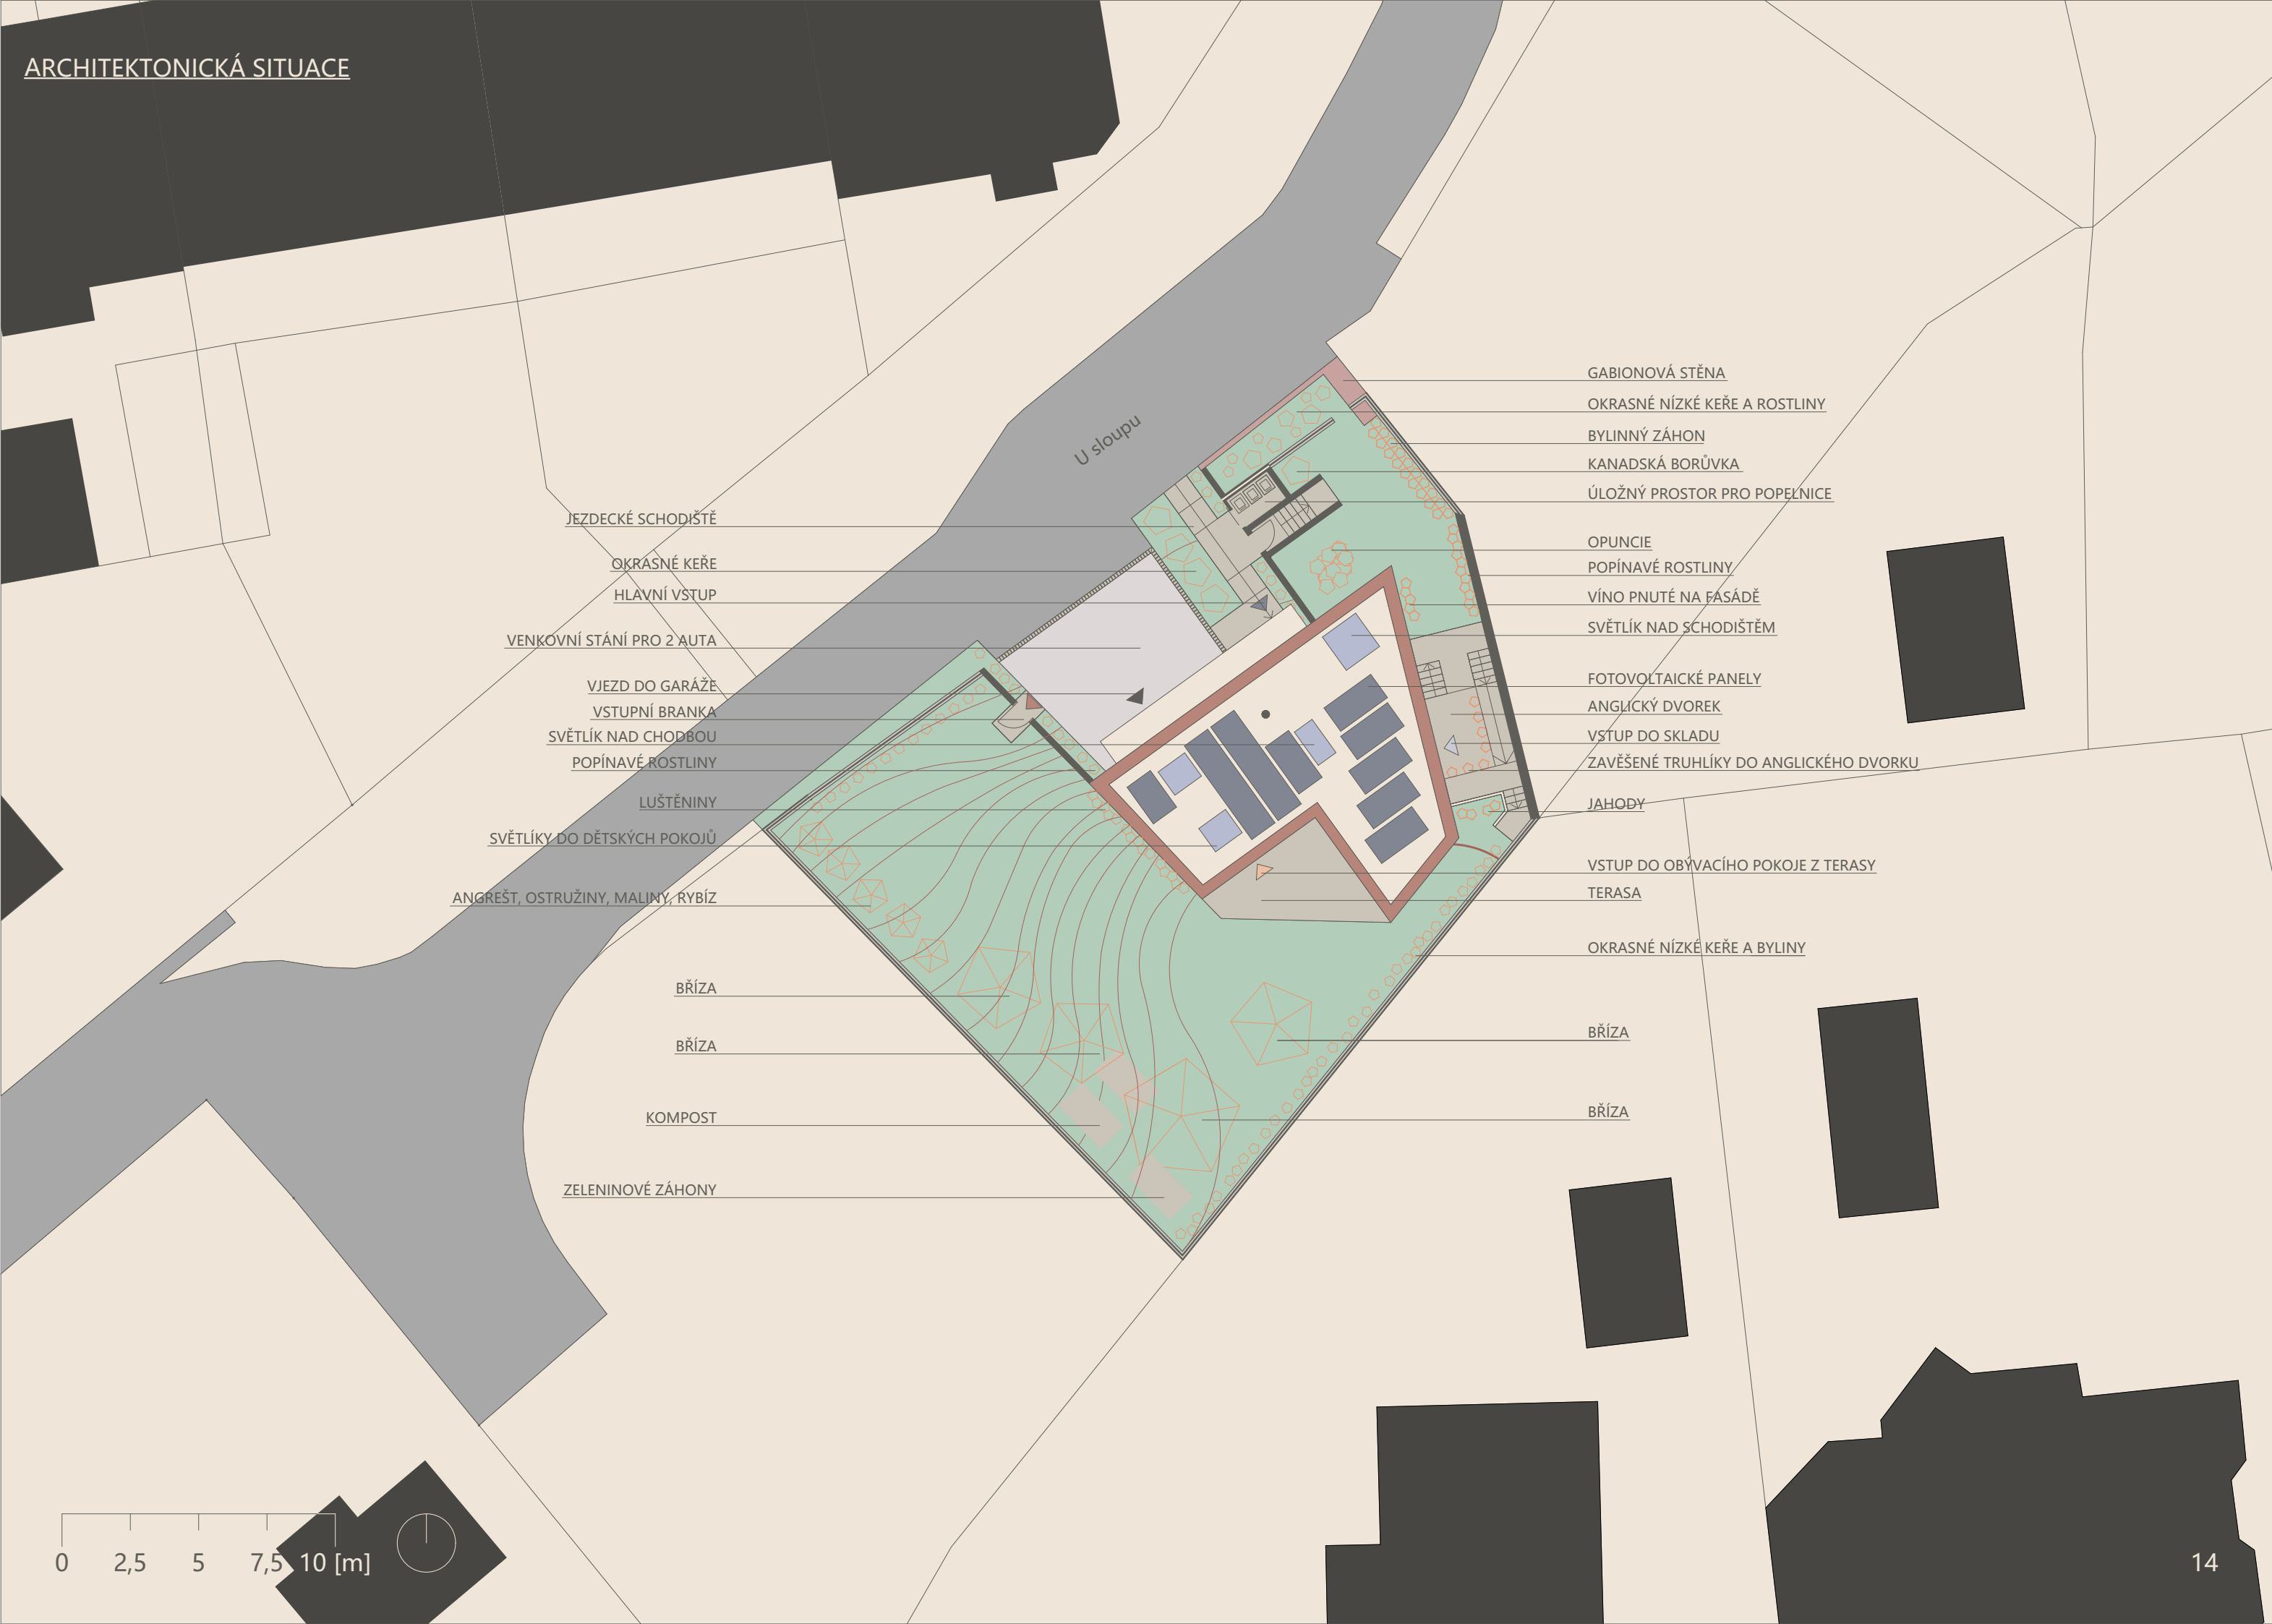 ARCHITEKTONICKÁ SITUACE
U sloupu
JEZDECKÉ SCHODIŠTĚ
OKRASNÉ KEŘE
HLAVNÍ VSTUP
VENKOVNÍ STÁNÍ PRO 2 AUTA
VJEZD DO GARÁŽE
VSTUPNÍ BRANKA
SVĚTLÍK NAD CHODBOU
POPÍNAVÉ ROSTLINY
LUŠTĚNINY
SVĚTLÍKY DO DĚTSKÝCH POKOJŮ
ANGREŠT, OSTRUŽINY, MALINY, RYBÍZ
BŘÍZA
BŘÍZA
KOMPOST
ZELENINOVÉ ZÁHONY
GABIONOVÁ STĚNA
OKRASNÉ NÍZKÉ KEŘE A ROSTLINY
BYLINNÝ ZÁHON
KANADSKÁ BORŮVKA
ÚLOŽNÝ PROSTOR PRO POPELNICE
OPUNCIE
POPÍNAVÉ ROSTLINY
VÍNO PNUTÉ NA FASÁDĚ
SVĚTLÍK NAD SCHODIŠTĚM
FOTOVOLTAICKÉ PANELY
ANGLICKÝ DVOREK
VSTUP DO SKLADU
ZAVĚŠENÉ TRUHLÍKY DO ANGLICKÉHO DVORKU
JAHODY
VSTUP DO OBÝVACÍHO POKOJE Z TERASY
TERASA
OKRASNÉ NÍZKÉ KEŘE A BYLINY
BŘÍZA
BŘÍZA
0 2,5 5 7,5 10 [m]
14